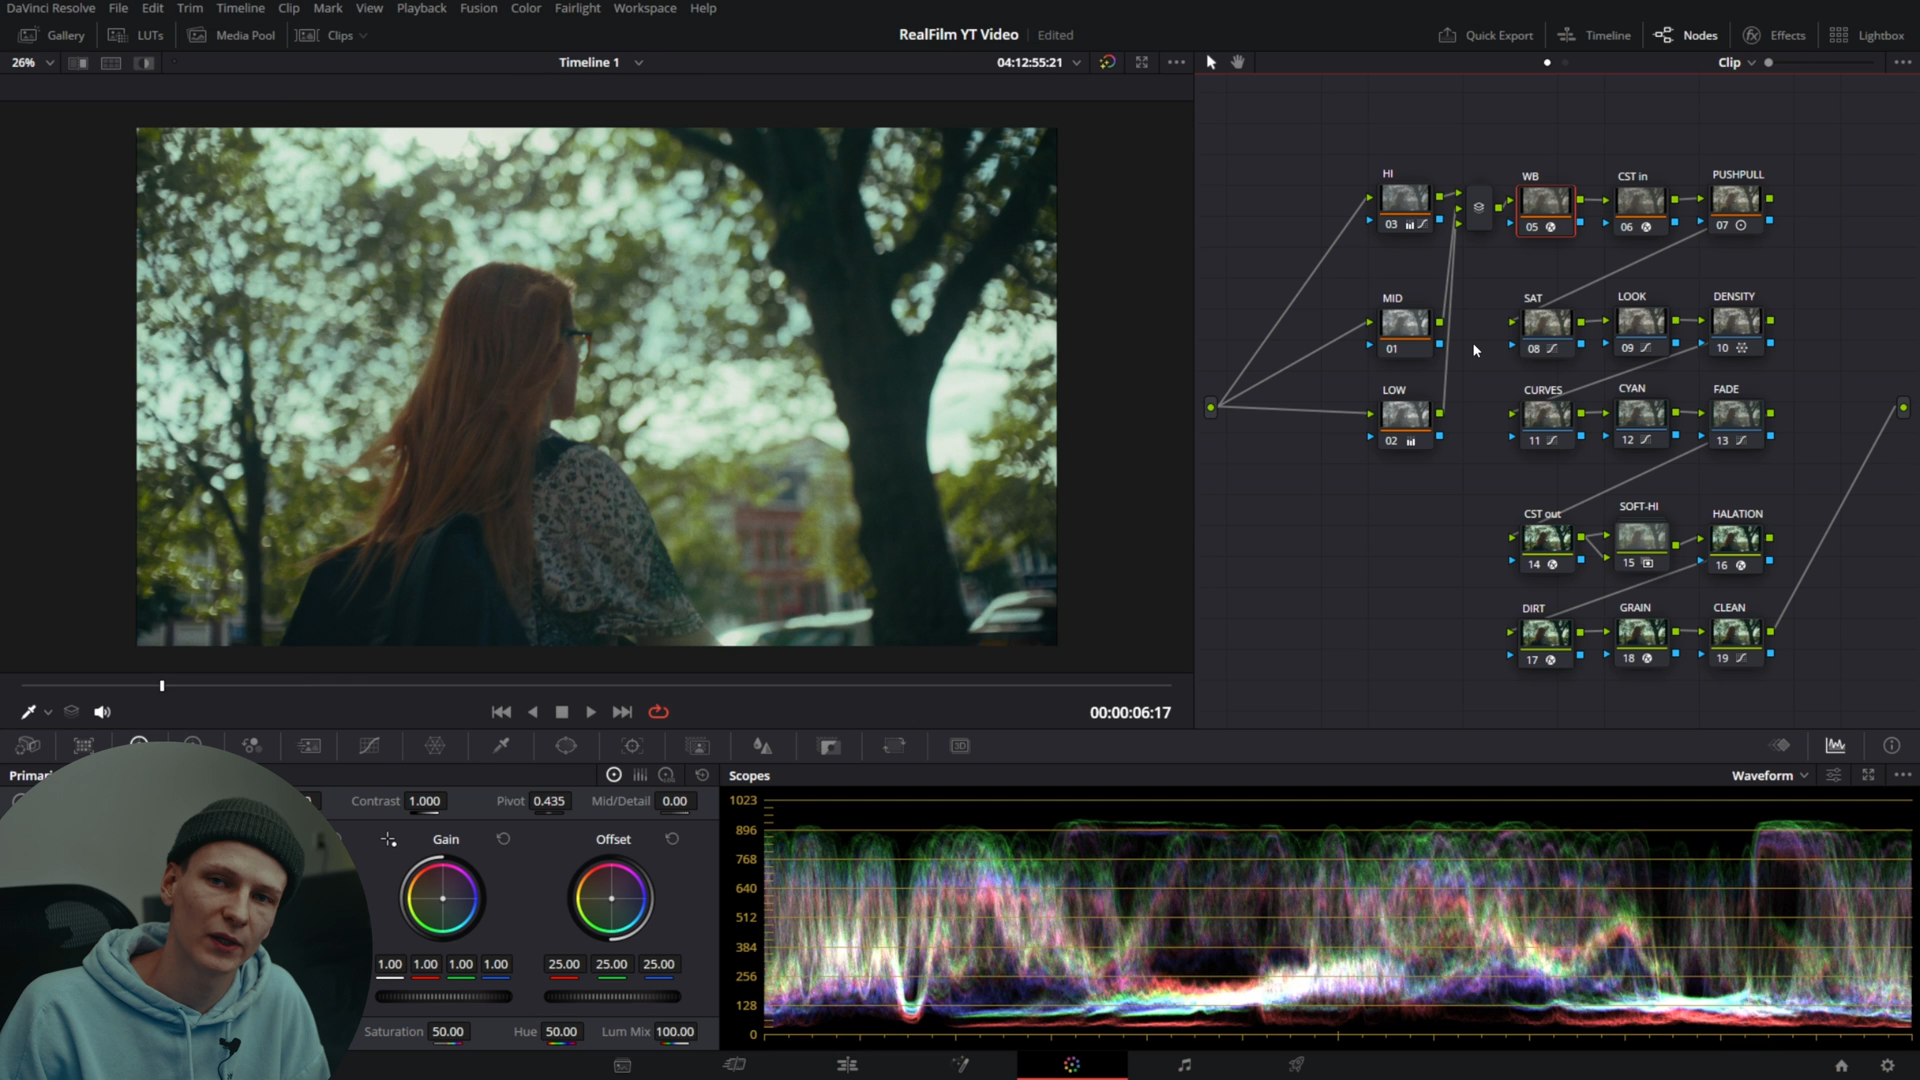 DaVinci Resolve File Edit Trim Timeline Clip Mark View Playback Fusion Color Fairlight Workspace Help
Gallery LUTs Media Pool Clips RealFilm YT Video Edited Quick Export Timeline Nodes Effects Lightbox
26% Timeline 1 04:12:55:21 Clip
HI WB CST in PUSHPULL
03 05 06 07
MID SAT LOOK DENSITY
01 08 09 10
LOW CURVES CYAN FADE
02 11 12 13
CST out SOFT-HI HALATION
14 15 16
DIRT GRAIN CLEAN
17 18 19
00:00:06:17
3D
Scopes Waveform
Contrast 1.000 Pivot 0.435 Mid/Detail 0.00
Gain Offset
1.00 1.00 1.00 1.00 25.00 25.00 25.00
Saturation 50.00 Hue 50.00 Lum Mix 100.00
1023
896
768
640
512
384
256
128
0